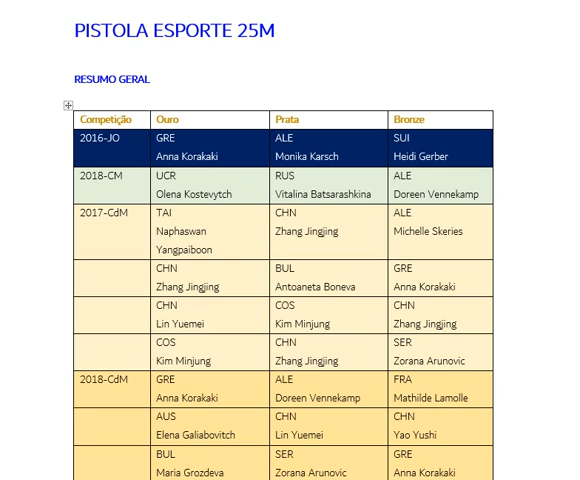 PISTOLA ESPORTE 25M
RESUMO GERAL
Competição Ouro Prata Bronze
2016-JO GRE ALE SUI
Anna Korakaki Monika Karsch Heidi Gerber
2018-CM UCR RUS ALE
Olena Kostevytch Vitalina Batsarashkina Doreen Vennekamp
2017-CdM TAI CHN ALE
Naphaswan Zhang Jingjing Michelle Skeries
Yangpaiboon
CHN BUL GRE
Zhang Jingjing Antoaneta Boneva Anna Korakaki
CHN COS CHN
Lin Yuemei Kim Minjung Zhang Jingjing
COS CHN SER
Kim Minjung Zhang Jingjing Zorana Arunovic
2018-CdM GRE ALE FRA
Anna Korakaki Doreen Vennekamp Mathilde Lamolle
AUS CHN CHN
Elena Galiabovitch Lin Yuemei Yao Yushi
BUL SER GRE
Maria Grozdeva Zorana Arunovic Anna Korakaki